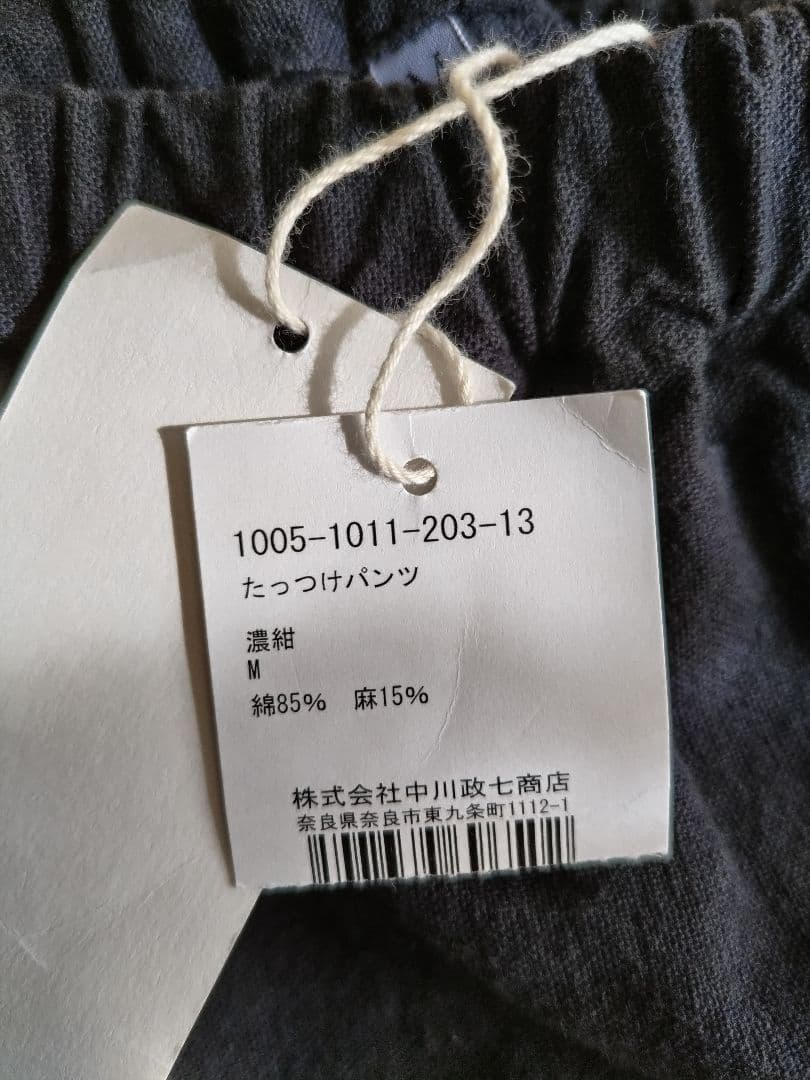 1005-1011-203-13
たっつけパンツ
濃紺
M
綿85% 麻15%
株式会社中川政七商店
奈良県奈良市東九条町1112-1